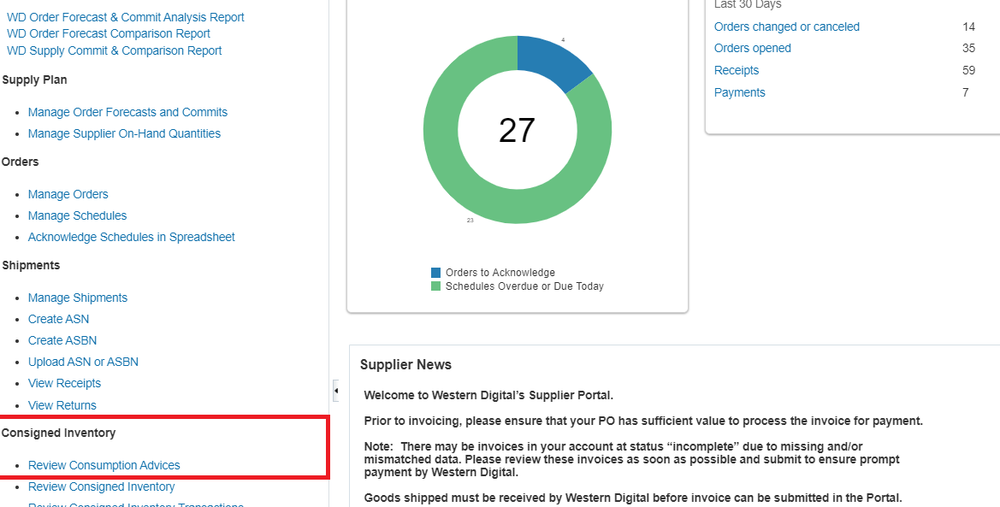 WD Order Forecast & Commit Analysis Report
WD Order Forecast Comparison Report
WD Supply Commit & Comparison Report
Supply Plan
Manage Order Forecasts and Commits
Manage Supplier On-Hand Quantities
Orders
Manage Orders
Manage Schedules
Acknowledge Schedules in Spreadsheet
Shipments
Manage Shipments
Create ASN
Create ASBN
Upload ASN or ASBN
View Receipts
View Returns
Consigned Inventory
Review Consumption Advices
Review Consigned Inventory
Review Consigned Inventory Transactions
4
27
23
Orders to Acknowledge
Schedules Overdue or Due Today
Last 30 Days
Orders changed or canceled 14
Orders opened 35
Receipts 59
Payments 7
Supplier News
Welcome to Western Digital’s Supplier Portal.
Prior to invoicing, please ensure that your PO has sufficient value to process the invoice for payment.
Note:  There may be invoices in your account at status “incomplete” due to missing and/or
mismatched data. Please review these invoices as soon as possible and submit to ensure prompt
payment by Western Digital.
Goods shipped must be received by Western Digital before invoice can be submitted in the Portal.